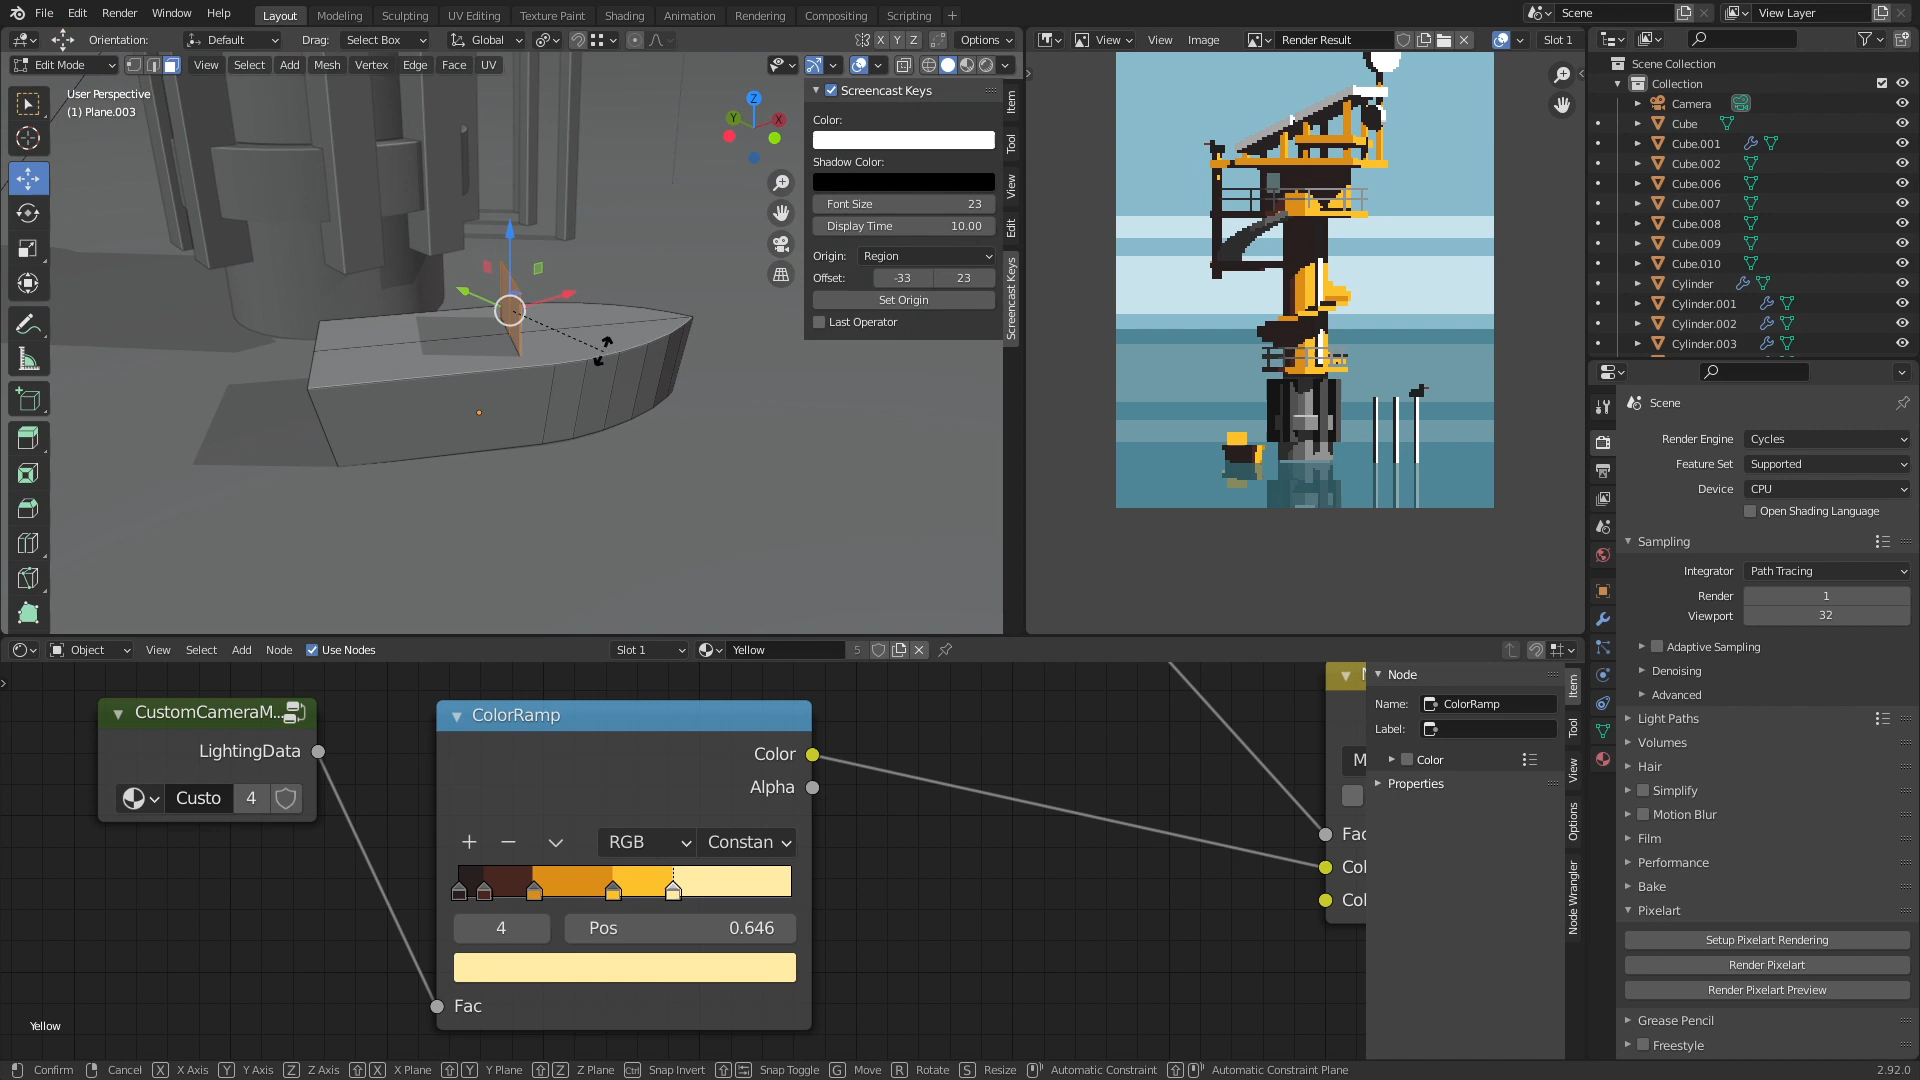 File Edit Render Window Help Layout Modeling Sculpting UV Editing Texture Paint Shading Animation Rendering Compositing Scripting + Scene View Layer
Orientation: Default Drag: Select Box Global X Y Z Options View View Image Render Result Slot 1
Edit Mode View Select Add Mesh Vertex Edge Face UV
User Perspective
(1) Plane.003
Z
Y
X
Screencast Keys
Color:
Shadow Color:
Font Size 23
Display Time 10.00
Origin: Region
Offset: -33 23
Set Origin
Last Operator
Item
Tool
View
Edit
Screencast Keys
Scene Collection
Collection
Camera
Cube
Cube.001
Cube.002
Cube.006
Cube.007
Cube.008
Cube.009
Cube.010
Cylinder
Cylinder.001
Cylinder.002
Cylinder.003
Scene
Render Engine Cycles
Feature Set Supported
Device CPU
Open Shading Language
Sampling
Integrator Path Tracing
Render 1
Viewport 32
Adaptive Sampling
Denoising
Advanced
Light Paths
Volumes
Hair
Simplify
Motion Blur
Film
Performance
Bake
Pixelart
Setup Pixelart Rendering
Render Pixelart
Render Pixelart Preview
Grease Pencil
Freestyle
Object View Select Add Node Use Nodes Slot 1 Yellow 5
CustomCameraM...
LightingData
Custo 4
ColorRamp
Color
Alpha
RGB Constan
4 Pos 0.646
Fac
M
Fac
Col
Col
Node
Name: ColorRamp
Label:
Color
Properties
Item
Tool
View
Options
Node Wrangler
Yellow
Confirm Cancel X X Axis Y Y Axis Z Z Axis X X Plane Y Y Plane Z Z Plane Ctrl Snap Invert Snap Toggle G Move R Rotate S Resize Automatic Constraint Automatic Constraint Plane 2.92.0